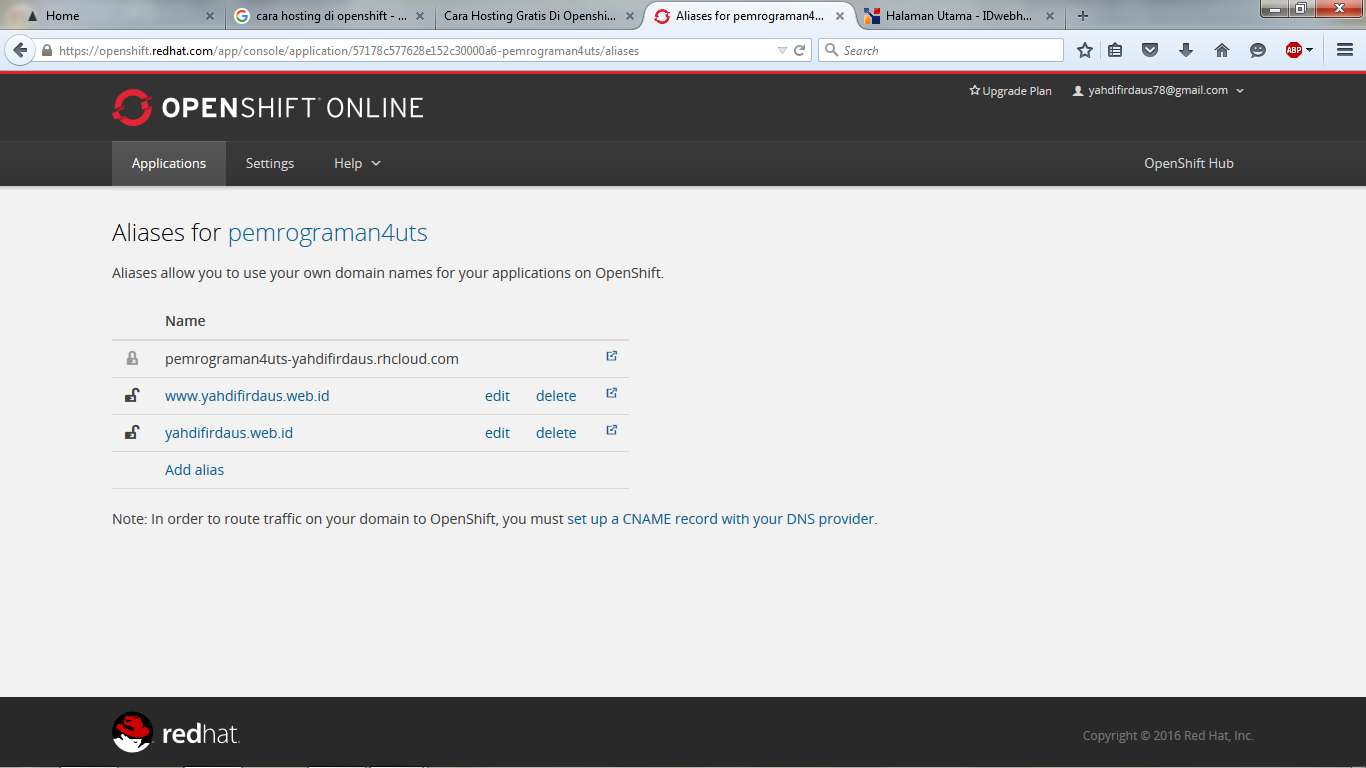 Home
cara hosting di openshift - ...
Cara Hosting Gratis Di Openshi...
Aliases for pemrograman4...
Halaman Utama - IDwebh...
https://openshift.redhat.com/app/console/application/57178c577628e152c30000a6-pemrograman4uts/aliases
Search
ABP
OPENSHIFT ONLINE
Upgrade Plan
yahdifirdaus78@gmail.com
Applications
Settings
Help
OpenShift Hub
Aliases for pemrograman4uts
Aliases allow you to use your own domain names for your applications on OpenShift.
Name
pemrograman4uts-yahdifirdaus.rhcloud.com
www.yahdifirdaus.web.id edit delete
yahdifirdaus.web.id edit delete
Add alias
Note: In order to route traffic on your domain to OpenShift, you must set up a CNAME record with your DNS provider.
redhat.
Copyright © 2016 Red Hat, Inc.